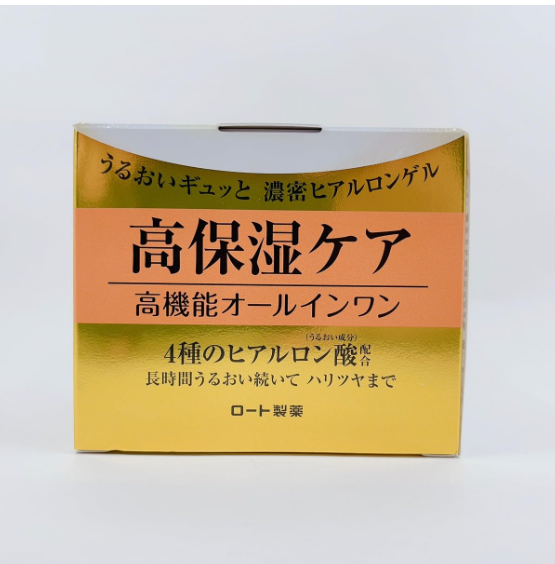 うるおいギュッと 濃密ヒアルロンゲル
高保湿ケア
高機能オールインワン
(うるおい成分)
4種のヒアルロン酸配合
長時間うるおい続いて ハリツヤまで
ロート製薬